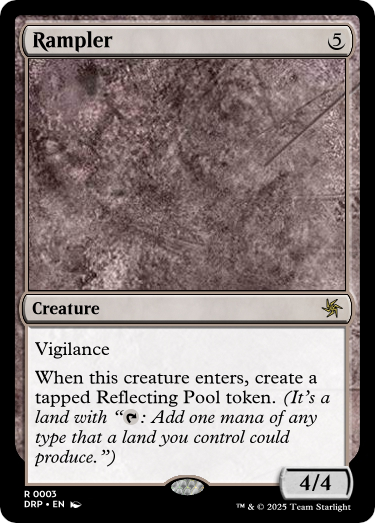 Rampler 5
Creature
Vigilance
When this creature enters, create a
tapped Reflecting Pool token. (It's a
land with “: Add one mana of any
type that a land you control could
produce.”)
4/4
R 0003
DRP • EN
™ & © 2025 Team Starlight